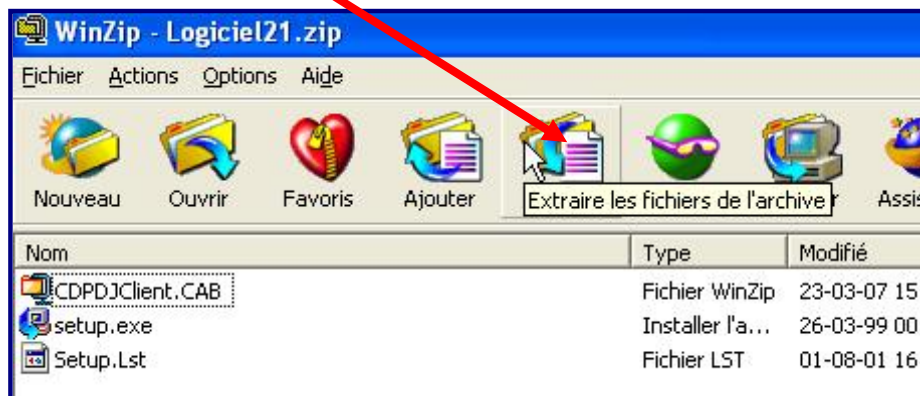 WinZip - Logiciel21.zip
Fichier Actions Options Aide
Nouveau Ouvrir Favoris Ajouter
Extraire les fichiers de l'archive
Nom Type Modifié
CDPDJClient.CAB Fichier WinZip 23-03-07 15
setup.exe Installer l'a... 26-03-99 00
Setup.Lst Fichier LST 01-08-01 16